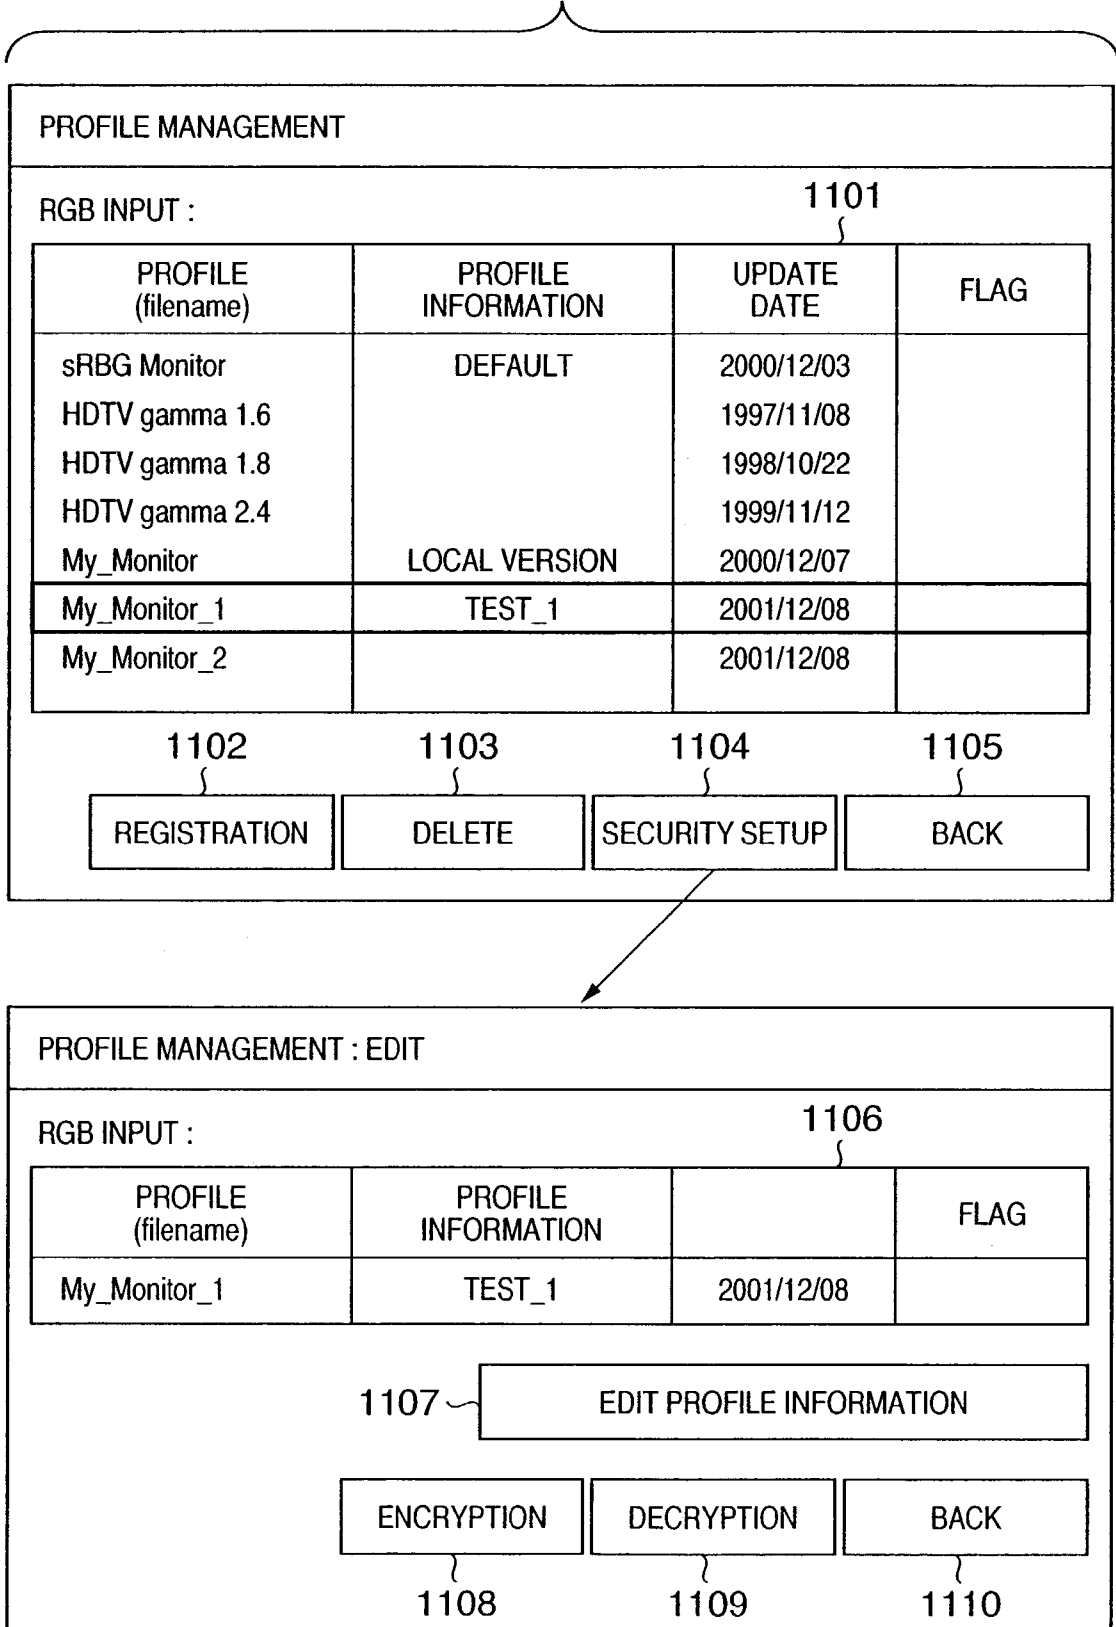 PROFILE MANAGEMENT
RGB INPUT :
1101
PROFILE (filename) PROFILE INFORMATION UPDATE DATE FLAG
sRBG Monitor DEFAULT 2000/12/03
HDTV gamma 1.6 1997/11/08
HDTV gamma 1.8 1998/10/22
HDTV gamma 2.4 1999/11/12
My_Monitor LOCAL VERSION 2000/12/07
My_Monitor_1 TEST_1 2001/12/08
My_Monitor_2 2001/12/08
1102 1103 1104 1105
REGISTRATION DELETE SECURITY SETUP BACK
PROFILE MANAGEMENT : EDIT
RGB INPUT :
1106
PROFILE (filename) PROFILE INFORMATION FLAG
My_Monitor_1 TEST_1 2001/12/08
1107 EDIT PROFILE INFORMATION
ENCRYPTION DECRYPTION BACK
1108 1109 1110